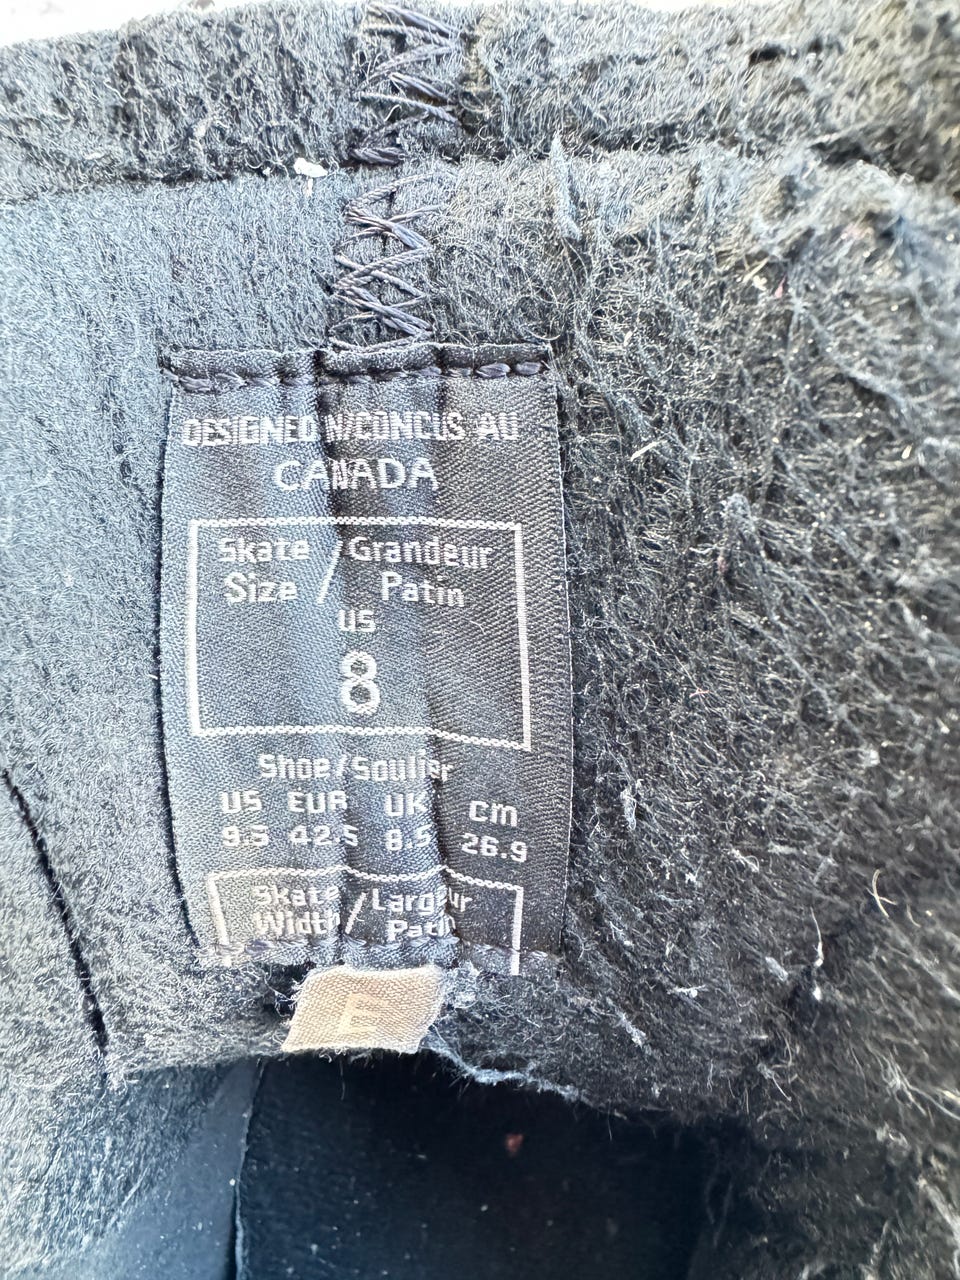 DESIGNED IN/CONCUS AU
CANADA
Skate / Grandeur
Size / Patin
US
8
Shoe/Soulier
US EUR UK cm
9.5 42.5 8.5 26.9
Skate / Largeur
Width / Patin
E